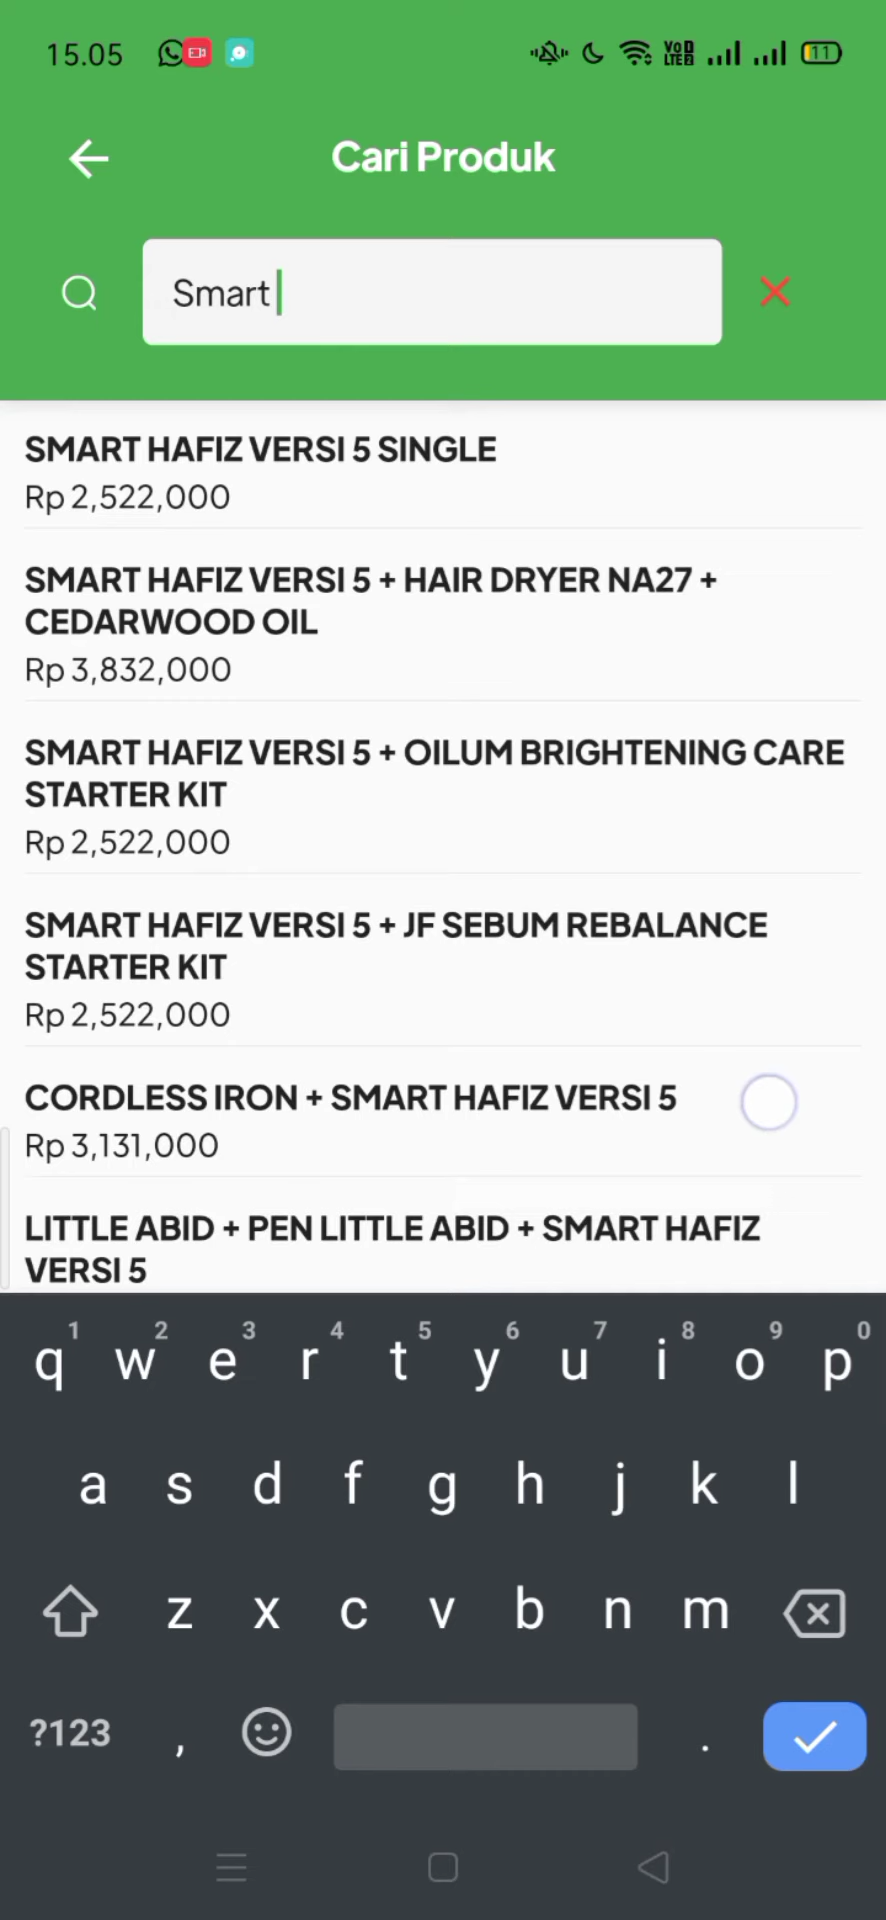 15.05
VoD LTE2
11
Cari Produk
Smart
SMART HAFIZ VERSI 5 SINGLE
Rp 2,522,000
SMART HAFIZ VERSI 5 + HAIR DRYER NA27 +
CEDARWOOD OIL
Rp 3,832,000
SMART HAFIZ VERSI 5 + OILUM BRIGHTENING CARE
STARTER KIT
Rp 2,522,000
SMART HAFIZ VERSI 5 + JF SEBUM REBALANCE
STARTER KIT
Rp 2,522,000
CORDLESS IRON + SMART HAFIZ VERSI 5
Rp 3,131,000
LITTLE ABID + PEN LITTLE ABID + SMART HAFIZ
VERSI 5
1 2 3 4 5 6 7 8 9 0
q w e r t y u i o p
a s d f g h j k l
z x c v b n m
?123 , .